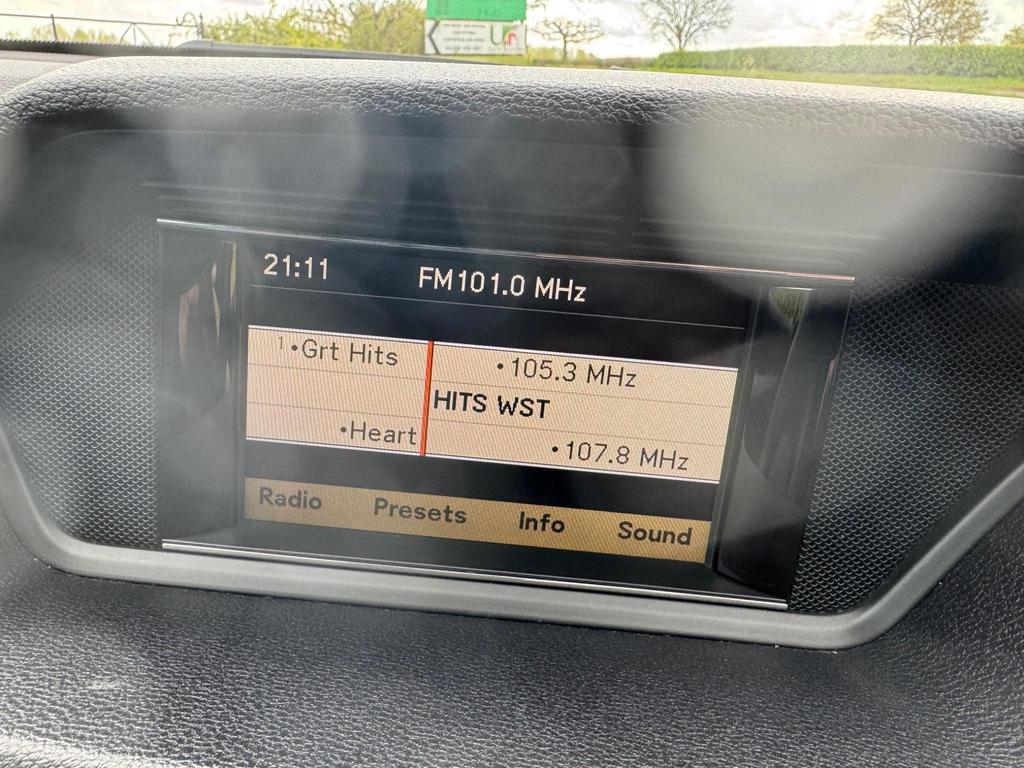 Hub
21:11
FM101.0 MHz
1 •Grt Hits
•105.3 MHz
HITS WST
•Heart
•107.8 MHz
Radio
Presets
Info
Sound